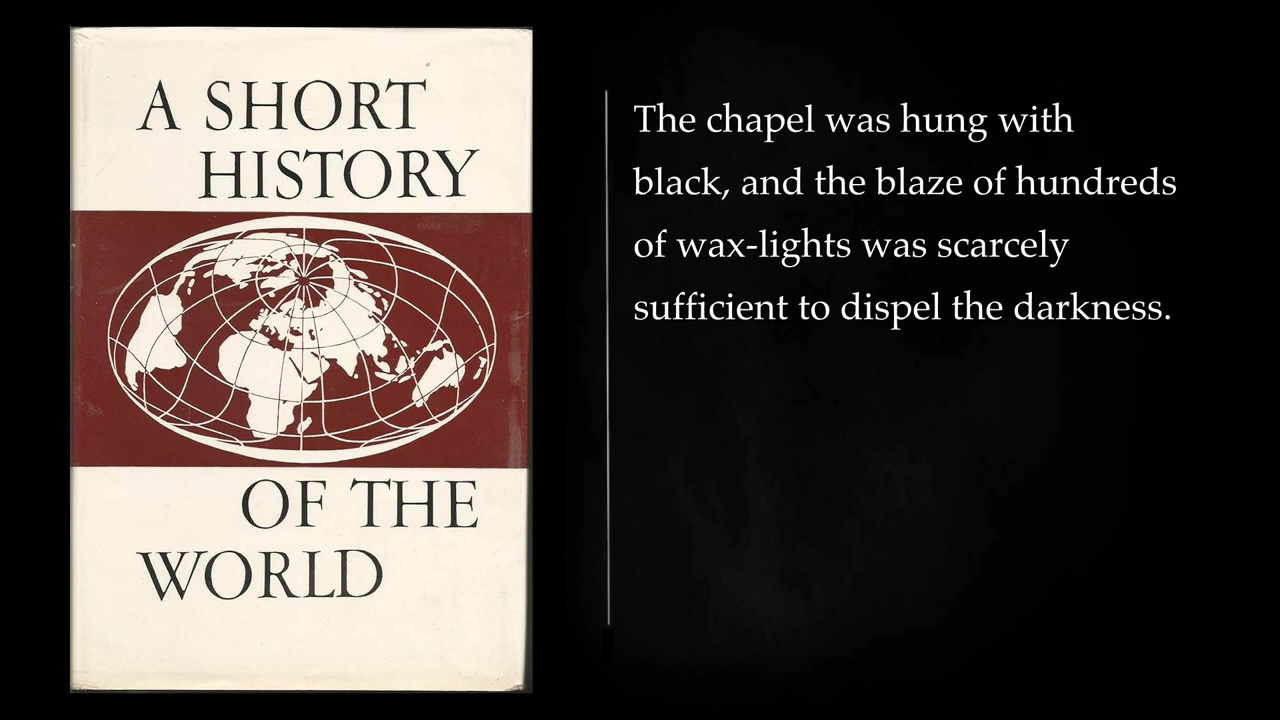 A SHORT
HISTORY
OF THE
WORLD
The chapel was hung with
black, and the blaze of hundreds
of wax-lights was scarcely
sufficient to dispel the darkness.